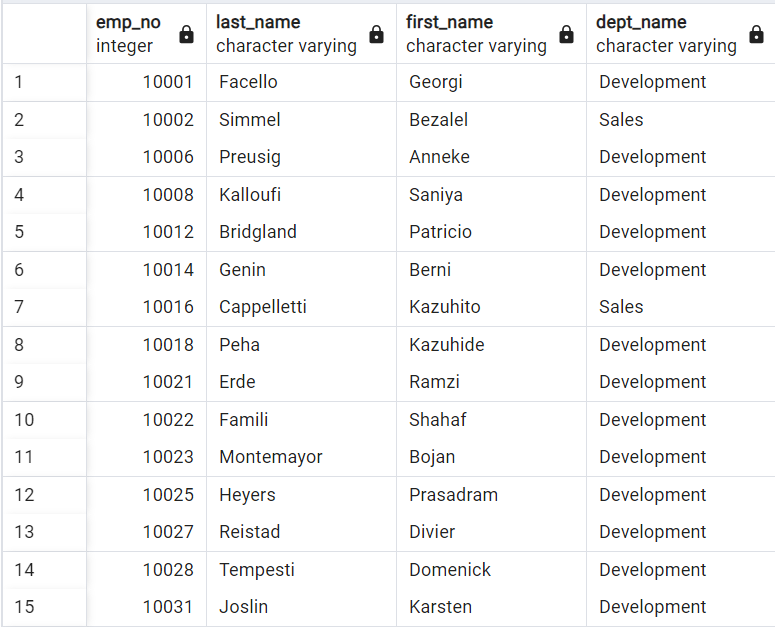 emp_no last_name first_name dept_name
integer character varying character varying character varying
1 10001 Facello Georgi Development
2 10002 Simmel Bezalel Sales
3 10006 Preusig Anneke Development
4 10008 Kalloufi Saniya Development
5 10012 Bridgland Patricio Development
6 10014 Genin Berni Development
7 10016 Cappelletti Kazuhito Sales
8 10018 Peha Kazuhide Development
9 10021 Erde Ramzi Development
10 10022 Famili Shahaf Development
11 10023 Montemayor Bojan Development
12 10025 Heyers Prasadram Development
13 10027 Reistad Divier Development
14 10028 Tempesti Domenick Development
15 10031 Joslin Karsten Development